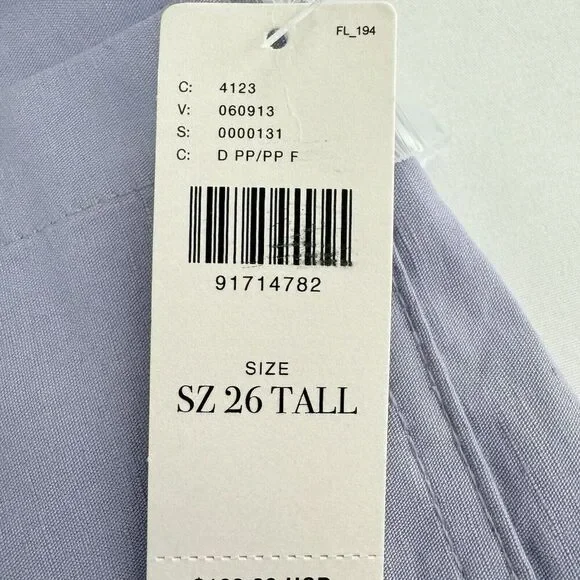 FL_194
C: 4123
V: 060913
S: 0000131
C: D PP/PP F
91714782
SIZE
SZ 26 TALL